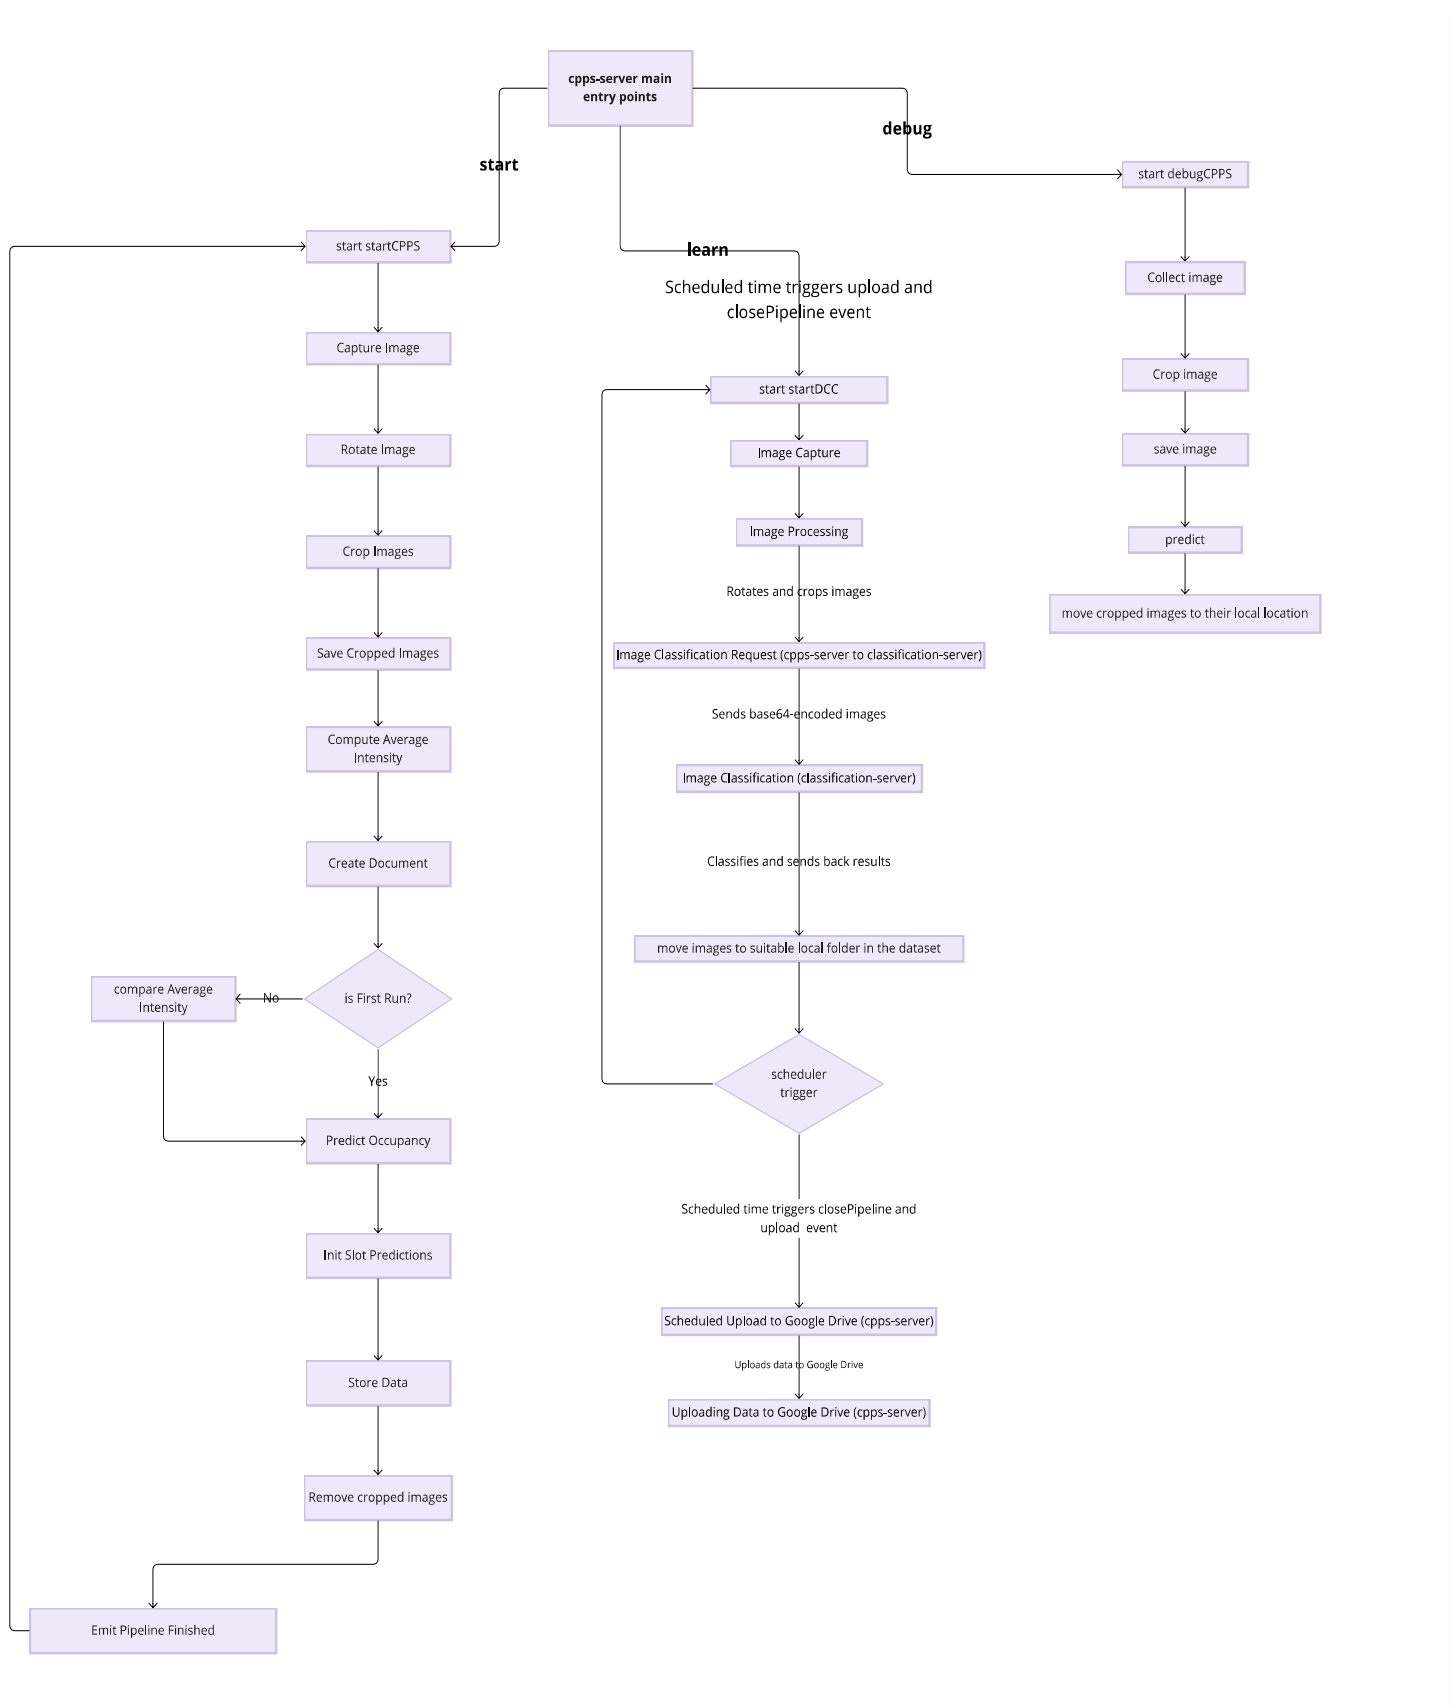 cpps-server main
entry points
start
debug
learn
Scheduled time triggers upload and
closePipeline event
start startCPPS
Capture Image
Rotate Image
Crop Images
Save Cropped Images
Compute Average
Intensity
Create Document
is First Run?
No
compare Average
Intensity
Yes
Predict Occupancy
Init Slot Predictions
Store Data
Remove cropped images
Emit Pipeline Finished
start startDCC
Image Capture
Image Processing
Rotates and crops images
Image Classification Request (cpps-server to classification-server)
Sends base64-encoded images
Image Classification (classification-server)
Classifies and sends back results
move images to suitable local folder in the dataset
scheduler
trigger
Scheduled time triggers closePipeline and
upload event
Scheduled Upload to Google Drive (cpps-server)
Uploads data to Google Drive
Uploading Data to Google Drive (cpps-server)
start debugCPPS
Collect image
Crop image
save image
predict
move cropped images to their local location